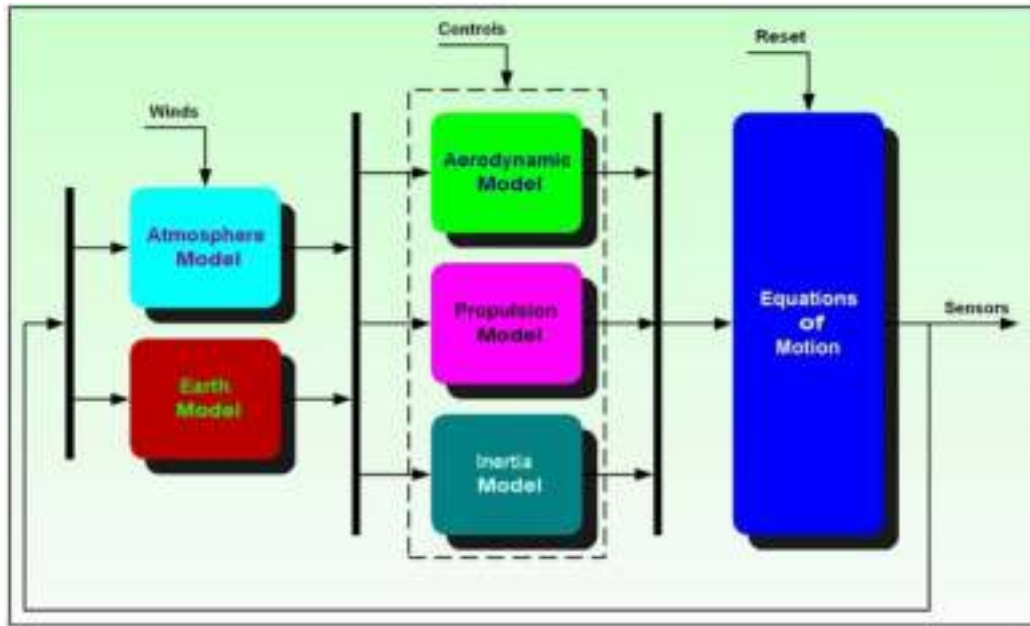 Controls
Reset
Winds
Aerodynamic
Model
Atmosphere
Model
Propulsion
Model
Equations
of
Motion
Sensors
Earth
Model
Inertia
Model